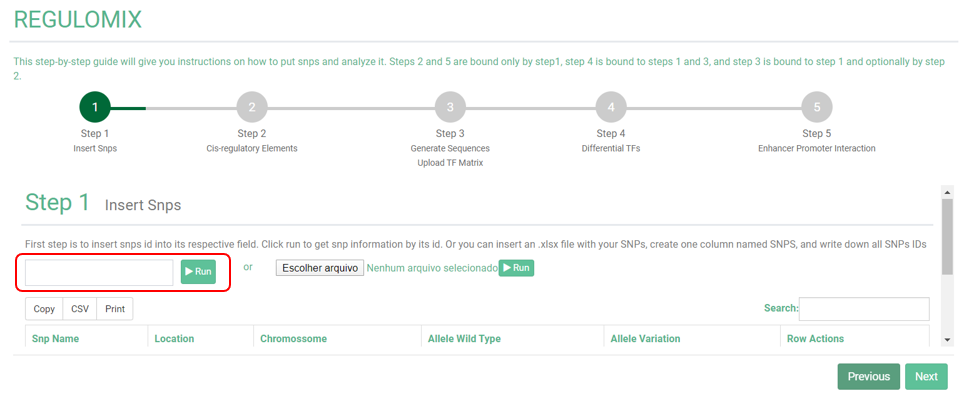 REGULOMIX
This step-by-step guide will give you instructions on how to put snps and analyze it. Steps 2 and 5 are bound only by step1, step 4 is bound to steps 1 and 3, and step 3 is bound to step 1 and optionally by step
2.
1 2 3 4 5
Step 1 Step 2 Step 3 Step 4 Step 5
Insert Snps Cis-regulatory Elements Generate Sequences Differential TFs Enhancer Promoter Interaction
Upload TF Matrix
Step 1 Insert Snps
First step is to insert snps id into its respective field. Click run to get snp information by its id. Or you can insert an .xlsx file with your SNPs, create one column named SNPS, and write down all SNPs IDs
Run or Escolher arquivo Nenhum arquivo selecionado Run
Copy CSV Print Search:
Snp Name Location Chromossome Allele Wild Type Allele Variation Row Actions
Previous Next